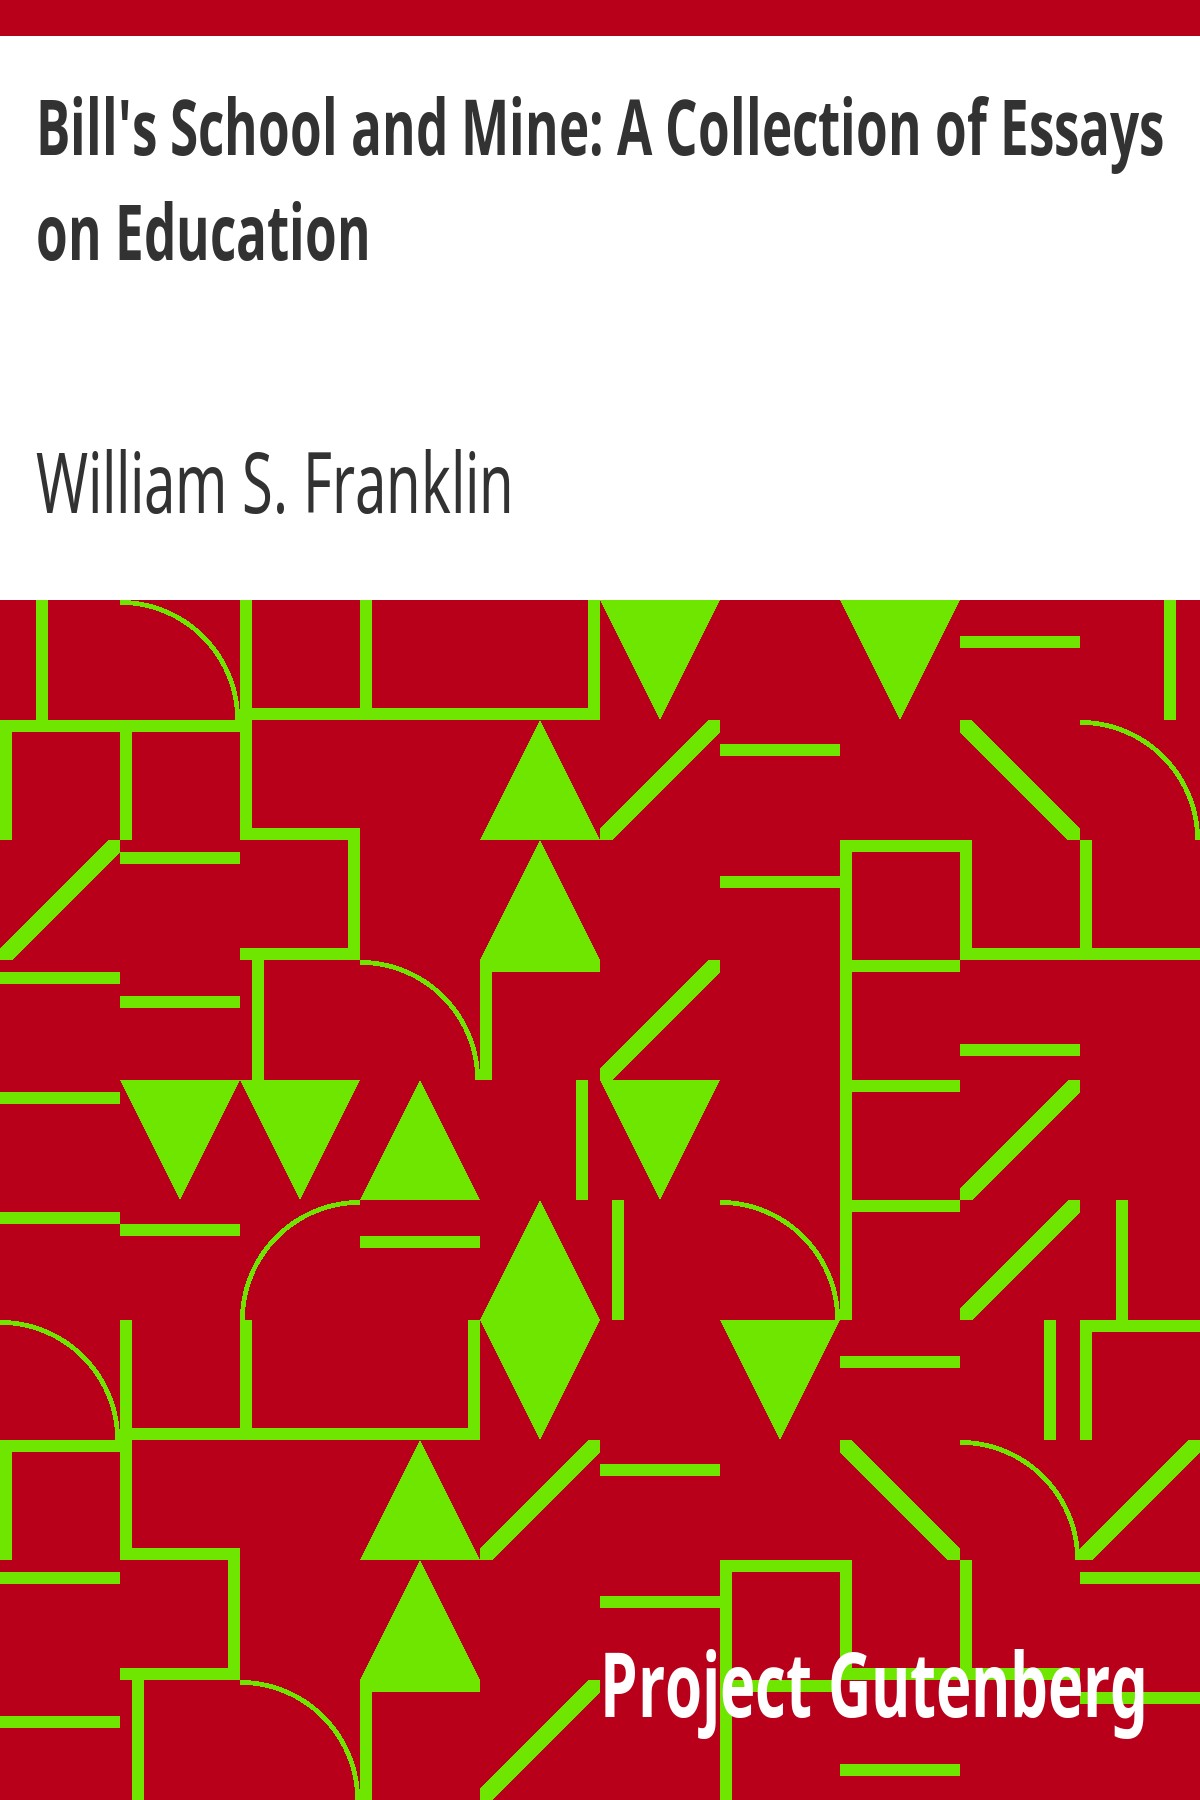 Bill's School and Mine: A Collection of Essays
on Education
William S. Franklin
Project Gutenberg